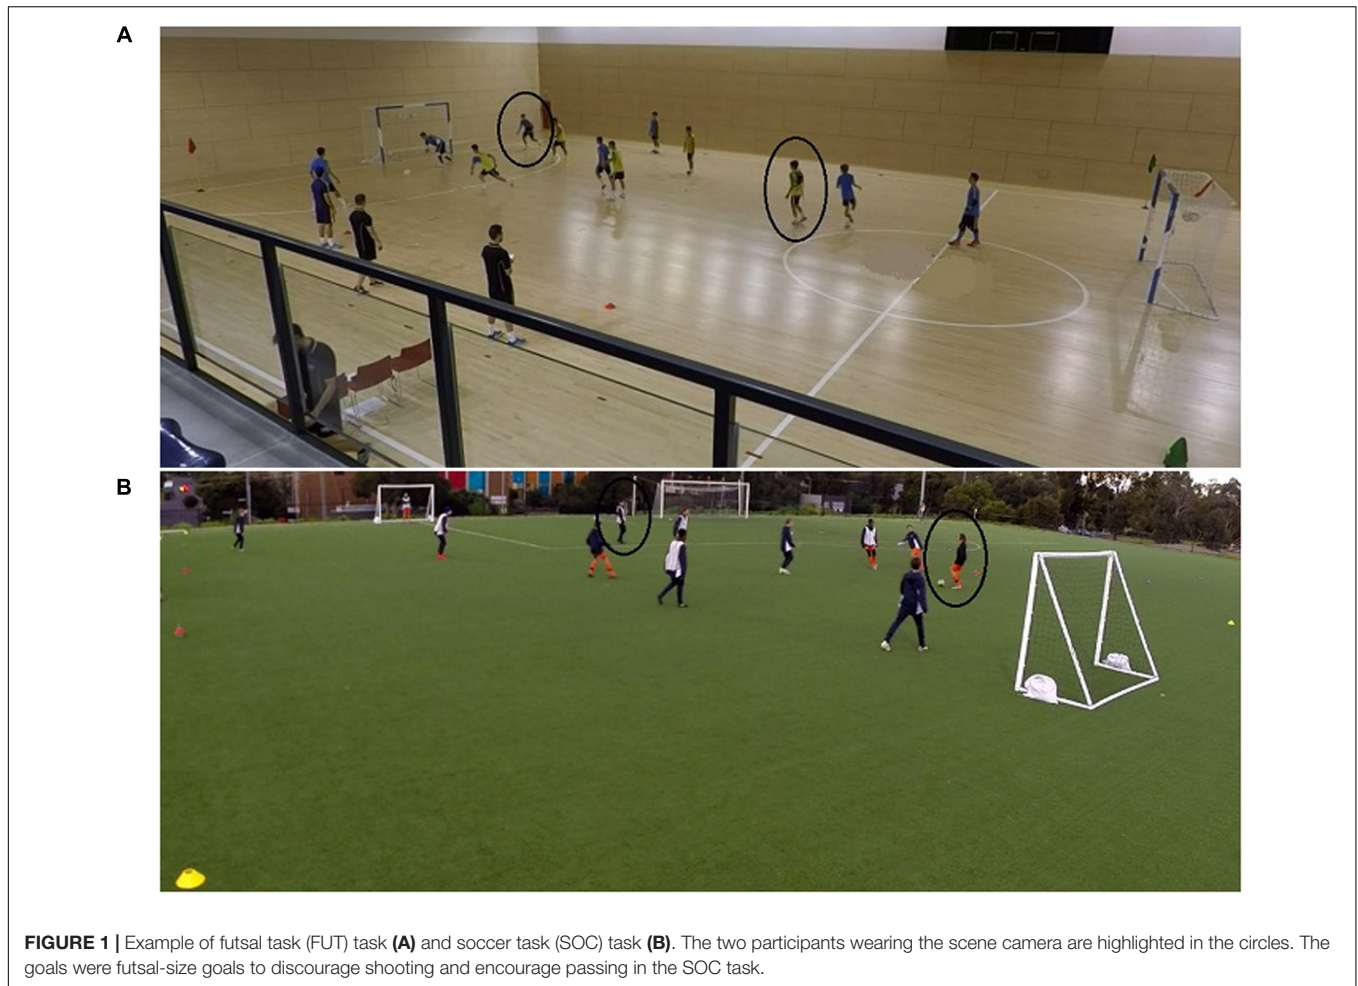 A
B
FIGURE 1 | Example of futsal task (FUT) task (A) and soccer task (SOC) task (B). The two participants wearing the scene camera are highlighted in the circles. The
goals were futsal-size goals to discourage shooting and encourage passing in the SOC task.